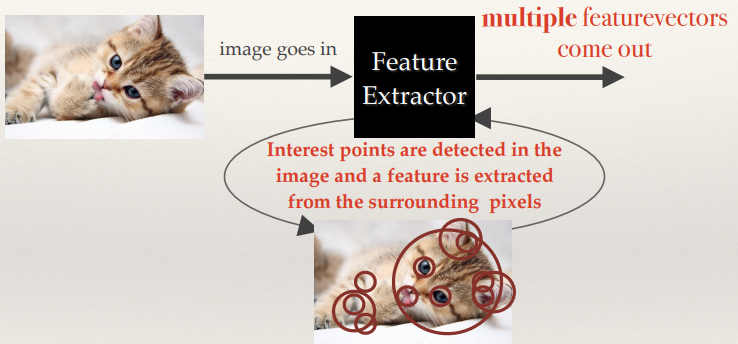 image goes in
Feature
Extractor
multiple featurevectors
come out
Interest points are detected in the
image and a feature is extracted
from the surrounding pixels